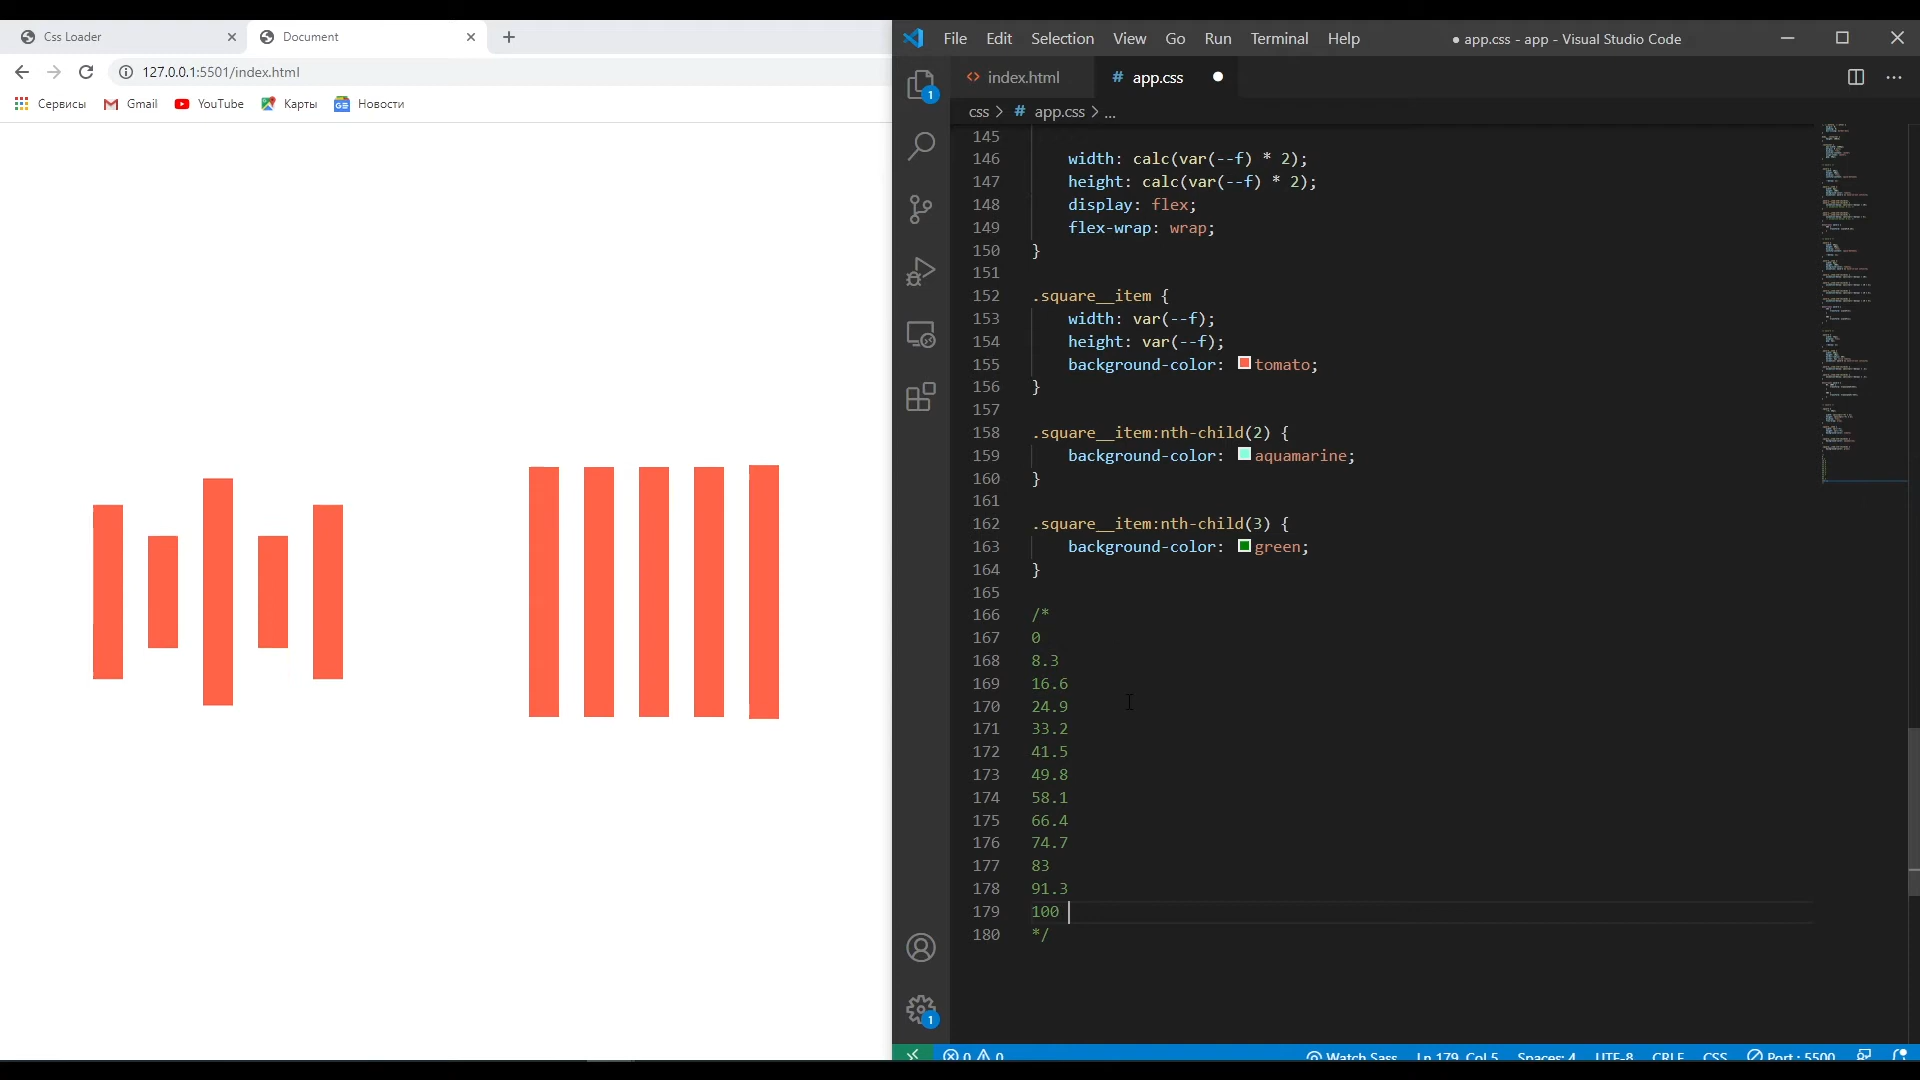 Css Loader
Document
127.0.0.1:5501/index.html
Сервисы Gmail YouTube Карты Новости
File Edit Selection View Go Run Terminal Help
● app.css - app - Visual Studio Code
index.html
# app.css
css > # app.css > ...
145
146 width: calc(var(--f) * 2);
147 height: calc(var(--f) * 2);
148 display: flex;
149 flex-wrap: wrap;
150 }
151
152 .square__item {
153 width: var(--f);
154 height: var(--f);
155 background-color: tomato;
156 }
157
158 .square__item:nth-child(2) {
159 background-color: aquamarine;
160 }
161
162 .square__item:nth-child(3) {
163 background-color: green;
164 }
165
166 /*
167 0
168 8.3
169 16.6
170 24.9
171 33.2
172 41.5
173 49.8
174 58.1
175 66.4
176 74.7
177 83
178 91.3
179 100
180 */
1
1
0 0 Watch Sass Ln 179, Col 5 Spaces: 4 UTF-8 CRLF CSS Port : 5500